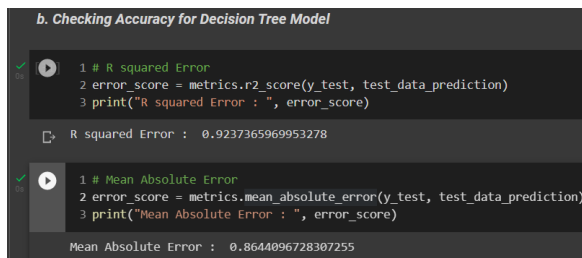 b. Checking Accuracy for Decision Tree Model
1 # R squared Error
2 error_score = metrics.r2_score(y_test, test_data_prediction)
3 print("R squared Error : ", error_score)
0s
R squared Error :  0.9237365969953278
1 # Mean Absolute Error
2 error_score = metrics.mean_absolute_error(y_test, test_data_prediction)
3 print("Mean Absolute Error : ", error_score)
0s
Mean Absolute Error :  0.8644096728307255